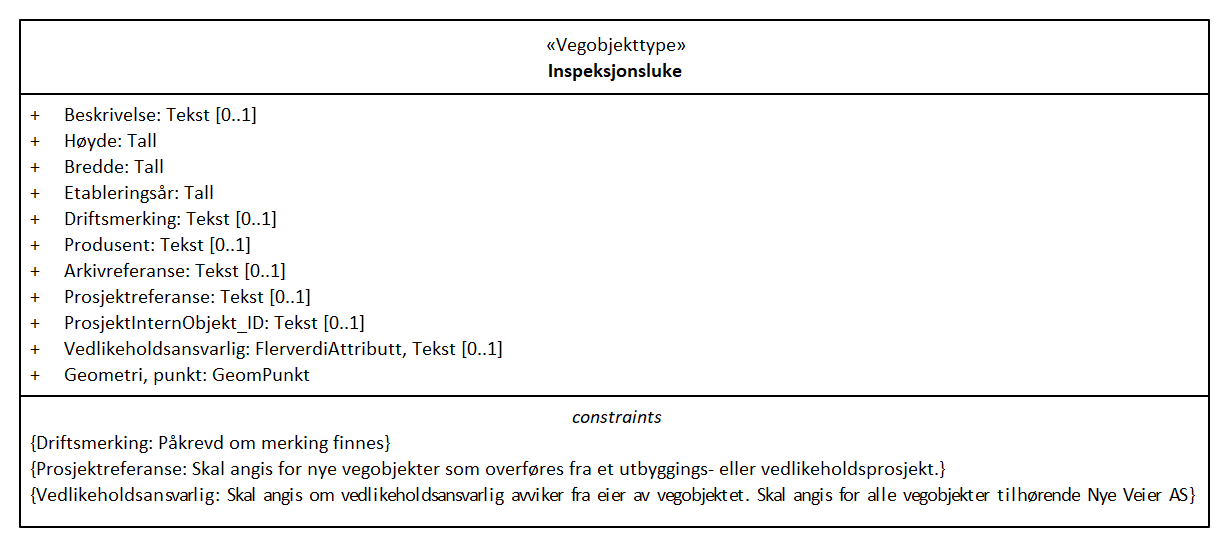 «Vegobjekttype»
Inspeksjonsluke
+ Beskrivelse: Tekst [0..1]
+ Høyde: Tall
+ Bredde: Tall
+ Etableringsår: Tall
+ Driftsmerking: Tekst [0..1]
+ Produsent: Tekst [0..1]
+ Arkivreferanse: Tekst [0..1]
+ Prosjektreferanse: Tekst [0..1]
+ ProsjektInternObjekt_ID: Tekst [0..1]
+ Vedlikeholdsansvarlig: FlerverdiAttributt, Tekst [0..1]
+ Geometri, punkt: GeomPunkt
constraints
{Driftsmerking: Påkrevd om merking finnes}
{Prosjektreferanse: Skal angis for nye vegobjekter som overføres fra et utbyggings- eller vedlikeholdsprosjekt.}
{Vedlikeholdsansvarlig: Skal angis om vedlikeholdsansvarlig avviker fra eier av vegobjektet. Skal angis for alle vegobjekter tilhørende Nye Veier AS}